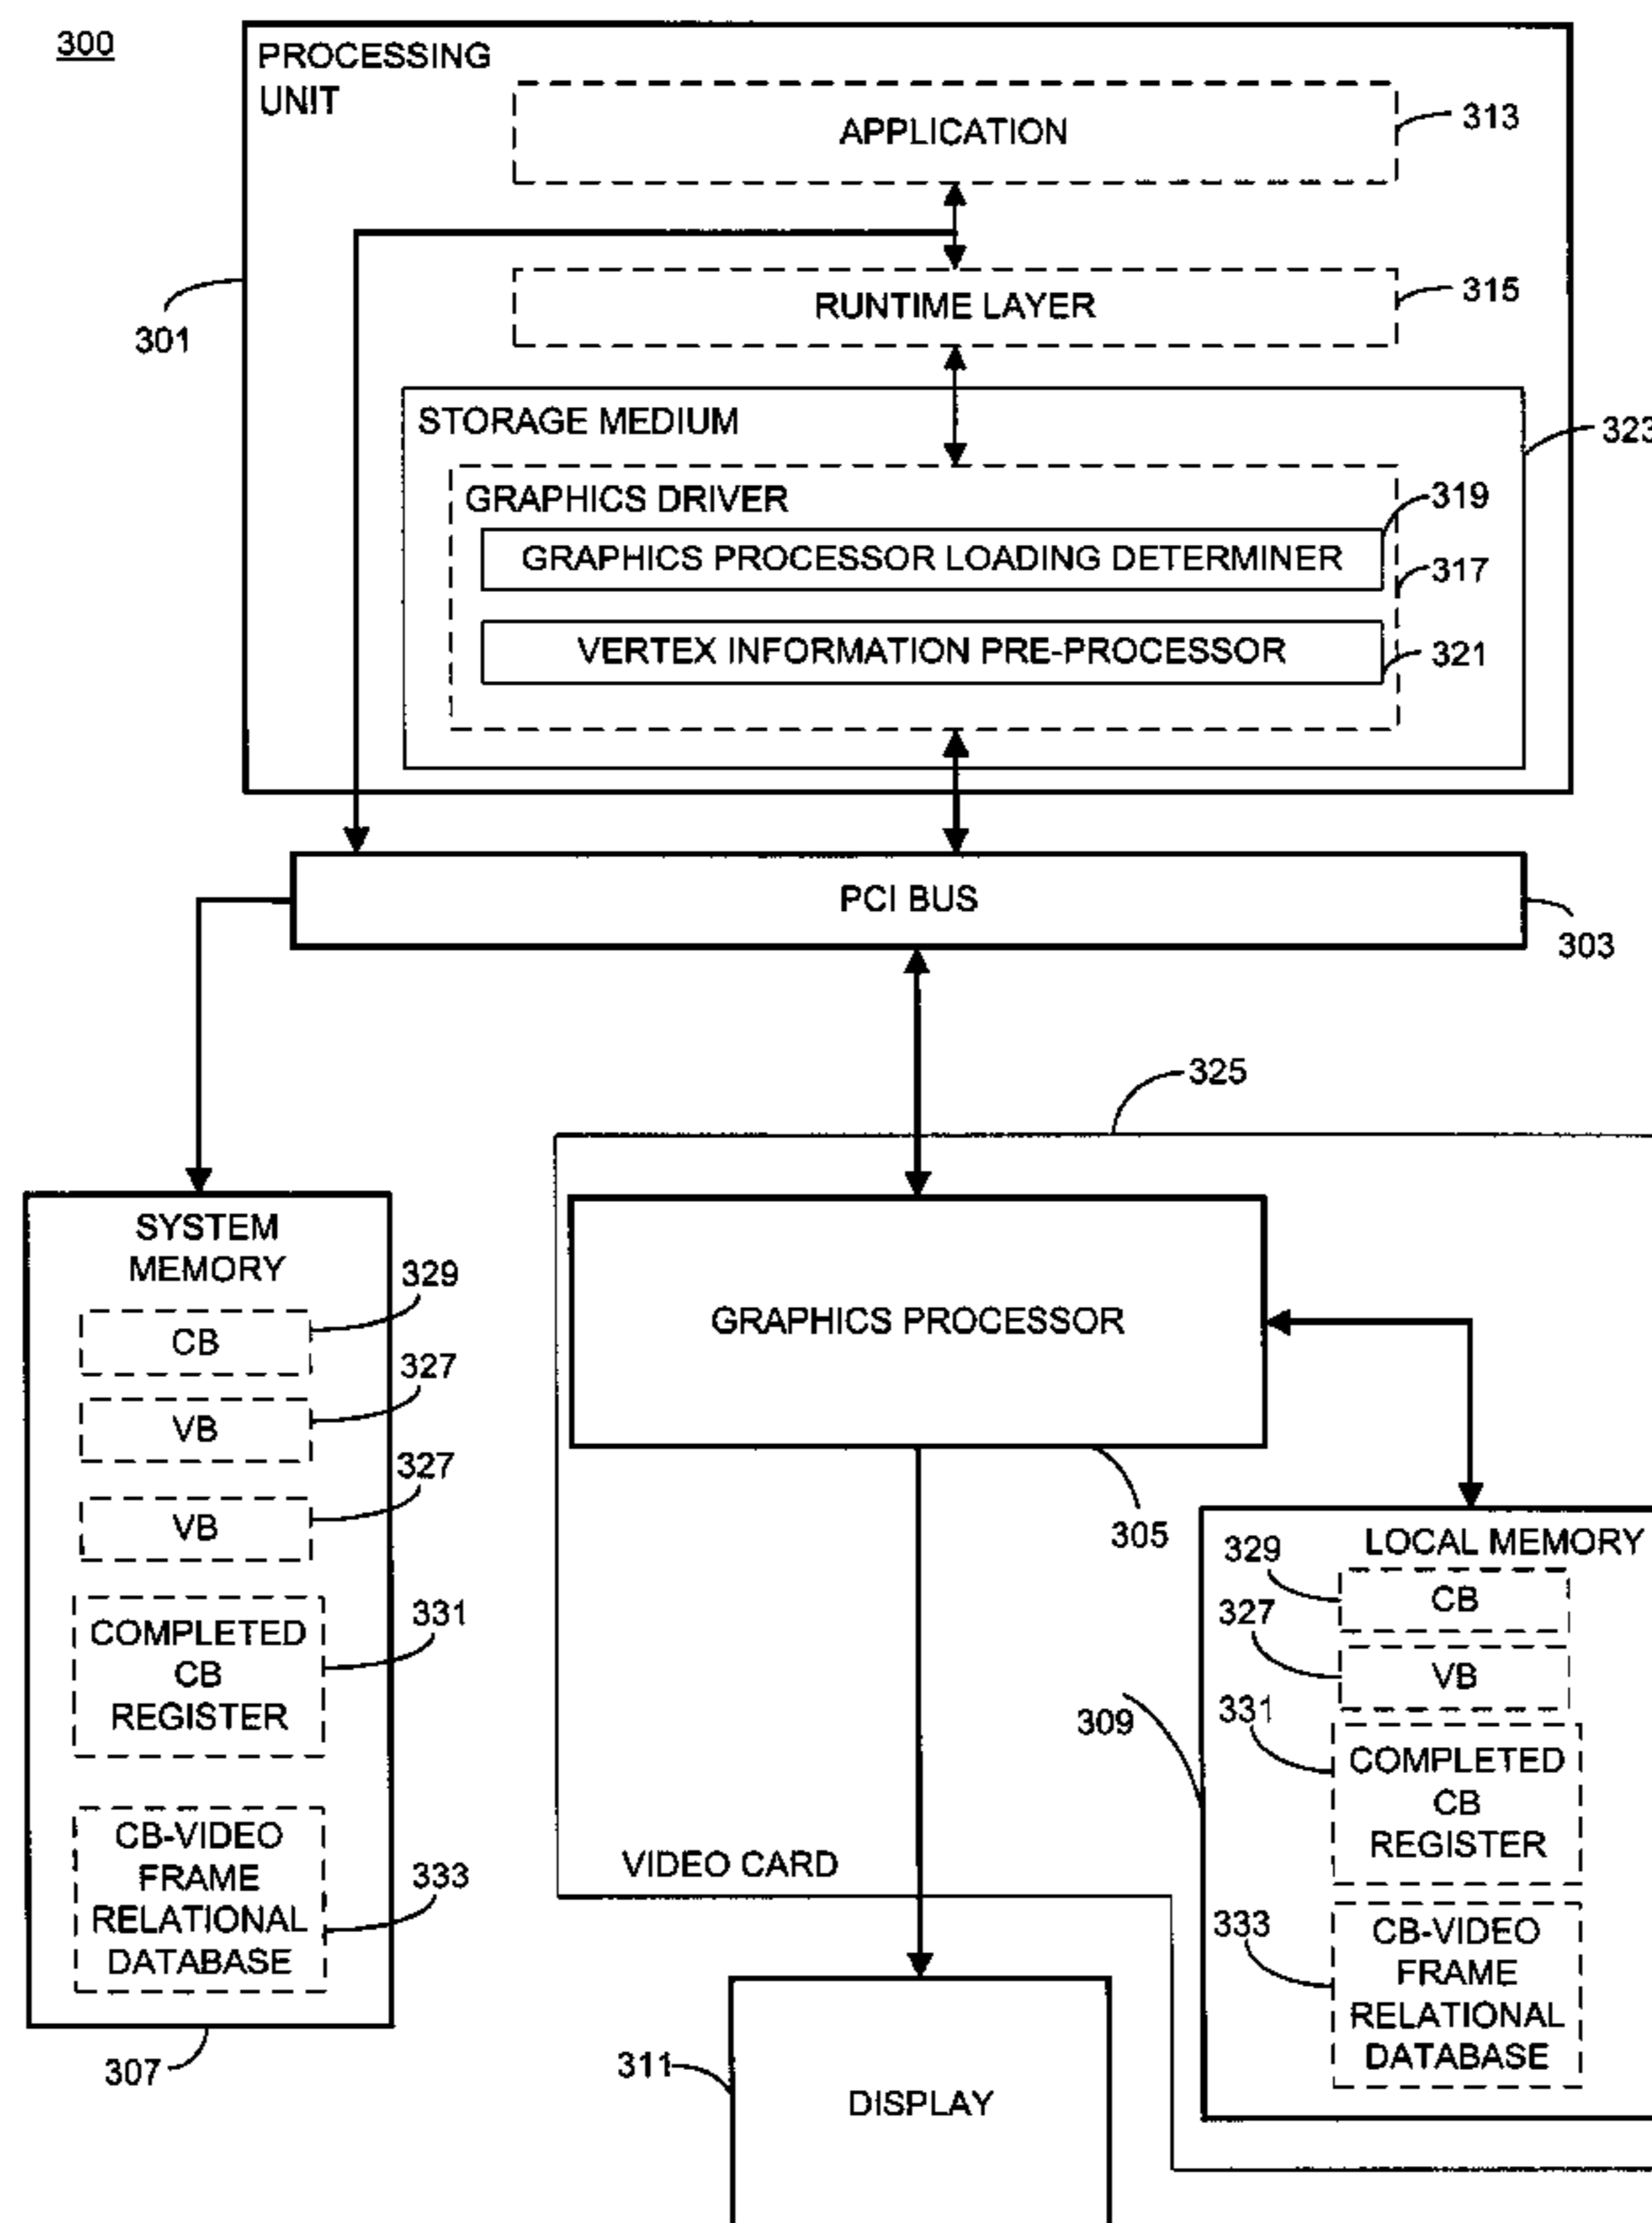 300
PROCESSING
UNIT
APPLICATION
313
301
RUNTIME LAYER
315
STORAGE MEDIUM
323
GRAPHICS DRIVER
319
GRAPHICS PROCESSOR LOADING DETERMINER
317
VERTEX INFORMATION PRE-PROCESSOR
321
PCI BUS
303
325
SYSTEM
MEMORY
329
CB
327
VB
327
VB
COMPLETED
CB
REGISTER
331
CB-VIDEO
FRAME
RELATIONAL
DATABASE
333
307
GRAPHICS PROCESSOR
305
LOCAL MEMORY
329
CB
327
VB
331
309
COMPLETED
CB
REGISTER
VIDEO CARD
333
CB-VIDEO
FRAME
RELATIONAL
DATABASE
311
DISPLAY